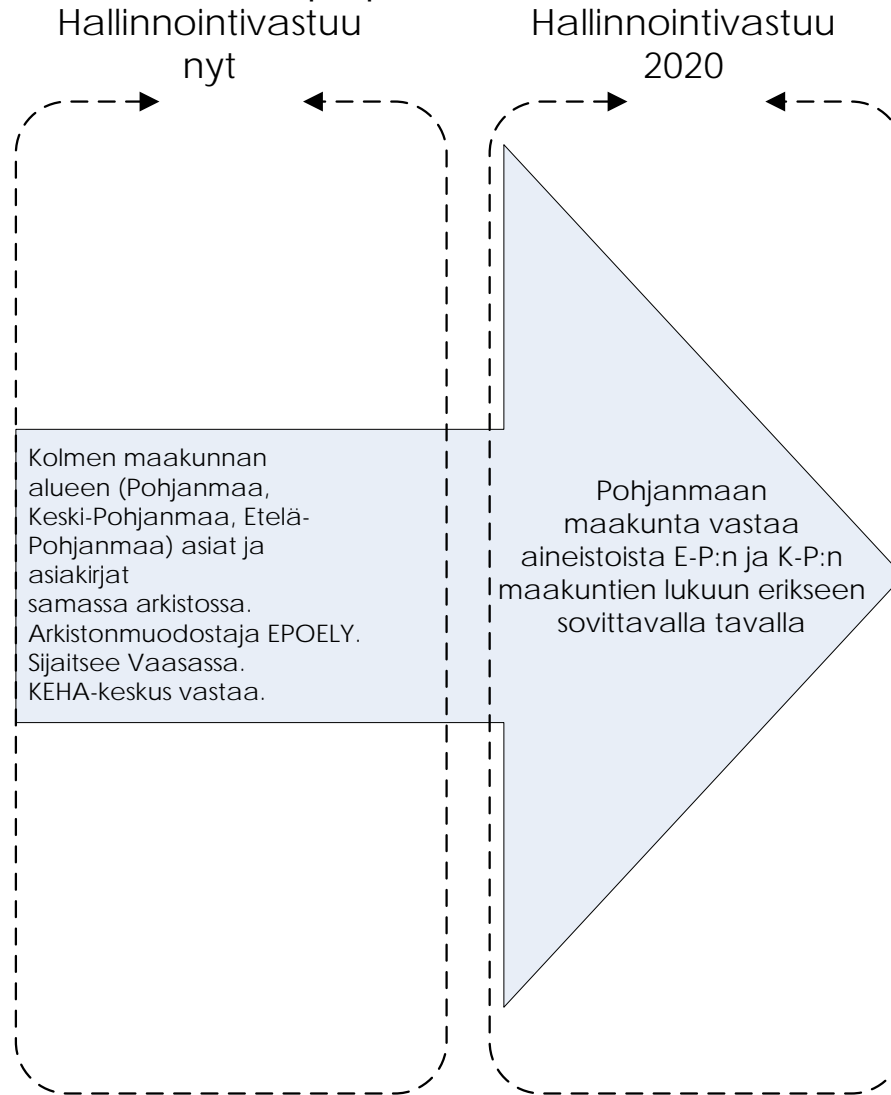 Hallinnointivastuu
nyt
Hallinnointivastuu
2020
Kolmen maakunnan
alueen (Pohjanmaa,
Keski-Pohjanmaa, Etelä-
Pohjanmaa) asiat ja
asiakirjat
samassa arkistossa.
Arkistonmuodostaja EPOELY.
Sijaitsee Vaasassa.
KEHA-keskus vastaa.
Pohjanmaan
maakunta vastaa
aineistoista E-P:n ja K-P:n
maakuntien lukuun erikseen
sovittavalla tavalla